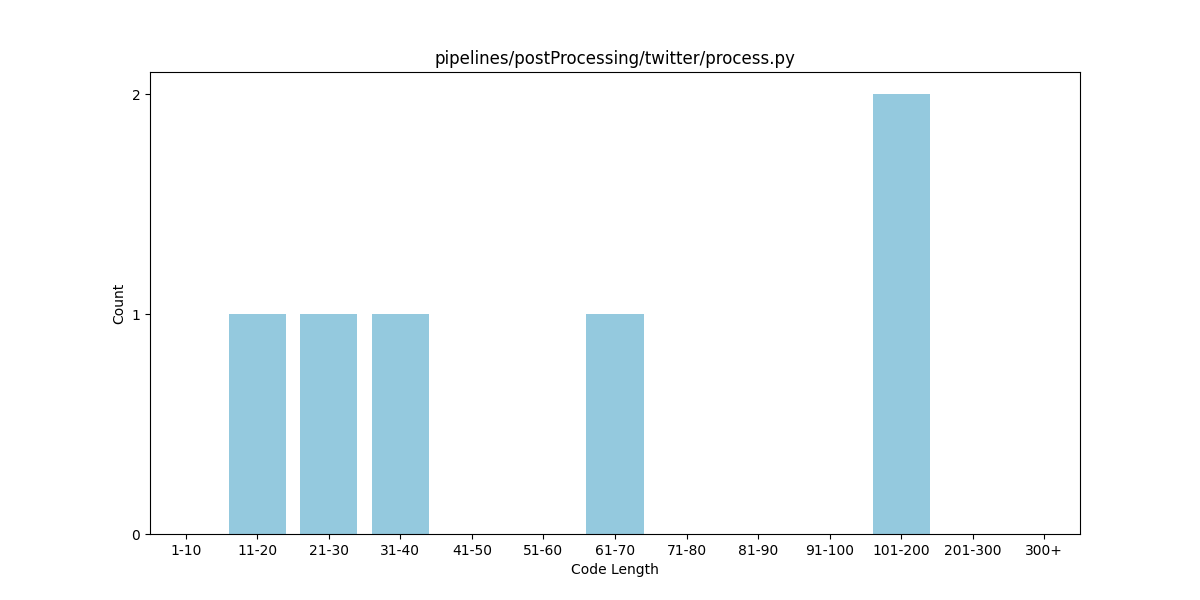 pipelines/postProcessing/twitter/process.py
Count
2
1
0
1-10 11-20 21-30 31-40 41-50 51-60 61-70 71-80 81-90 91-100 101-200 201-300 300+
Code Length